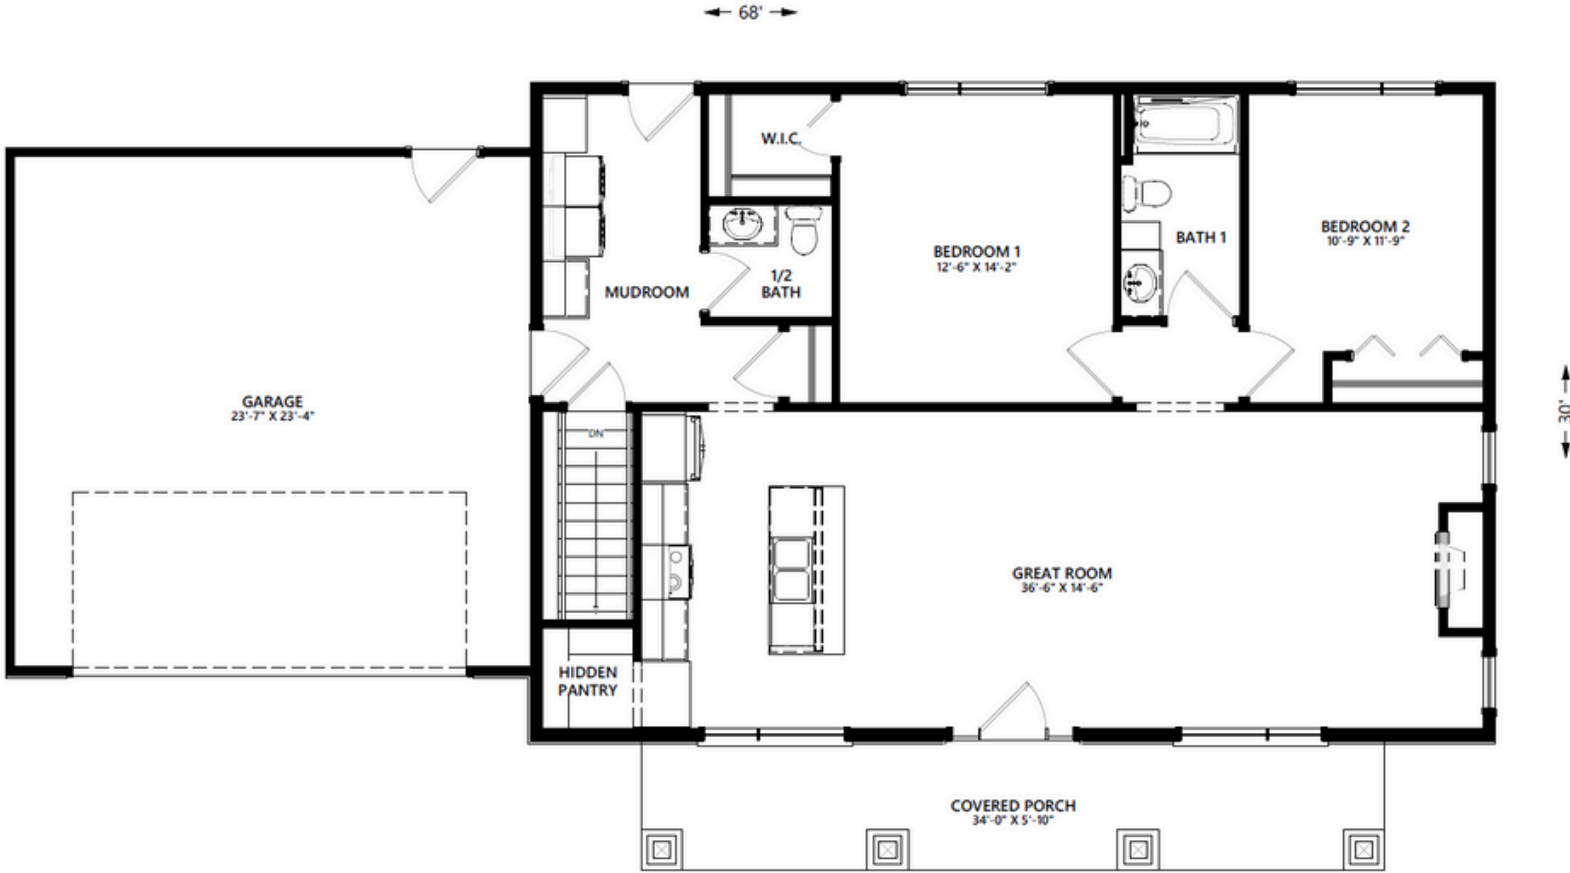 68'
W.I.C.
BEDROOM 2
10'-9" X 11'-9"
BATH 1
BEDROOM 1
12'-6" X 14'-2"
1/2
BATH
MUDROOM
GARAGE
23'-7" X 23'-4"
30'
DN
GREAT ROOM
36'-6" X 14'-6"
HIDDEN
PANTRY
COVERED PORCH
34'-0" X 5'-10"